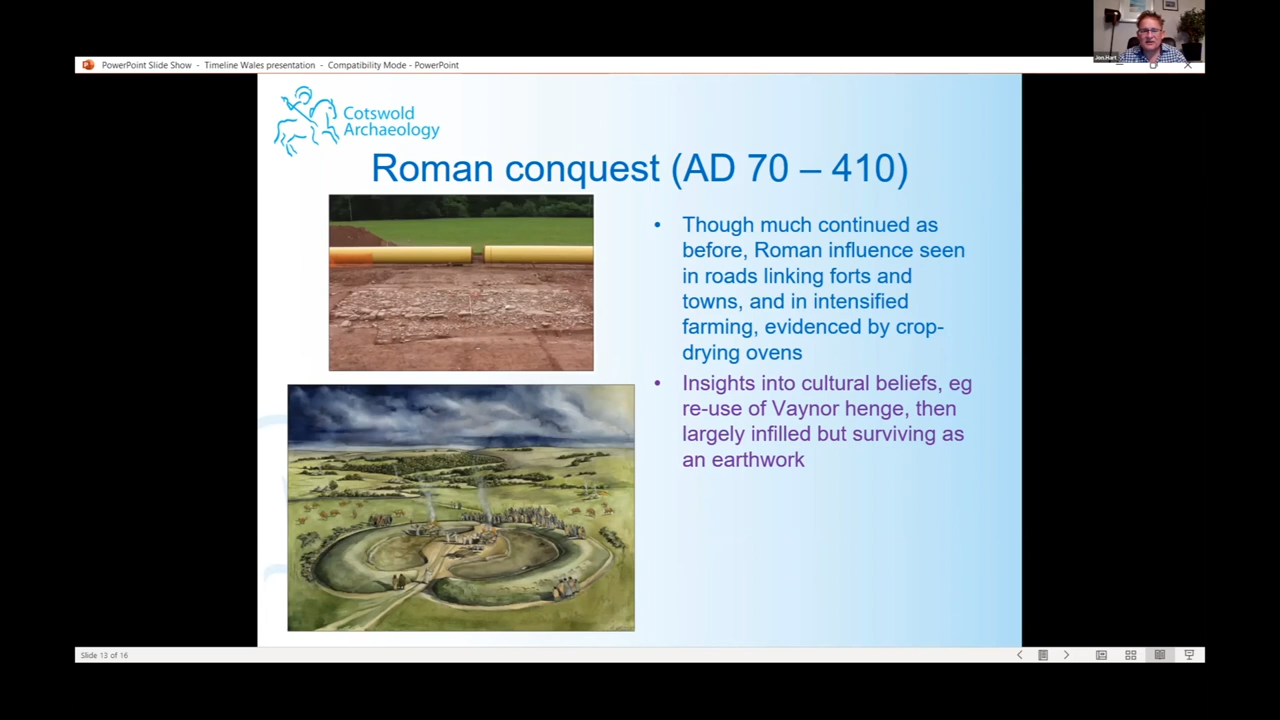 PowerPoint Slide Show - Timeline Wales presentation - Compatibility Mode - PowerPoint
Jon.Hart
Cotswold
Archaeology
Roman conquest (AD 70 – 410)
• Though much continued as
before, Roman influence seen
in roads linking forts and
towns, and in intensified
farming, evidenced by crop-
drying ovens
• Insights into cultural beliefs, eg
re-use of Vaynor henge, then
largely infilled but surviving as
an earthwork
Slide 13 of 16